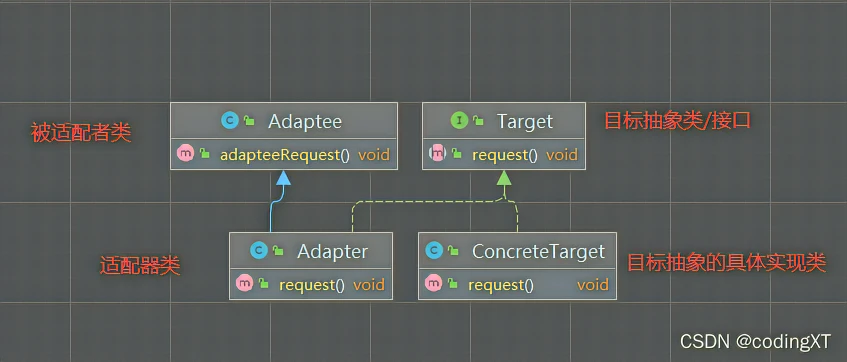 被适配者类
C Adaptee
m adapteeRequest() void
I Target
m request() void
目标抽象类/接口
适配器类
C Adapter
m request() void
C ConcreteTarget
m request() void
目标抽象的具体实现类
CSDN @codingXT